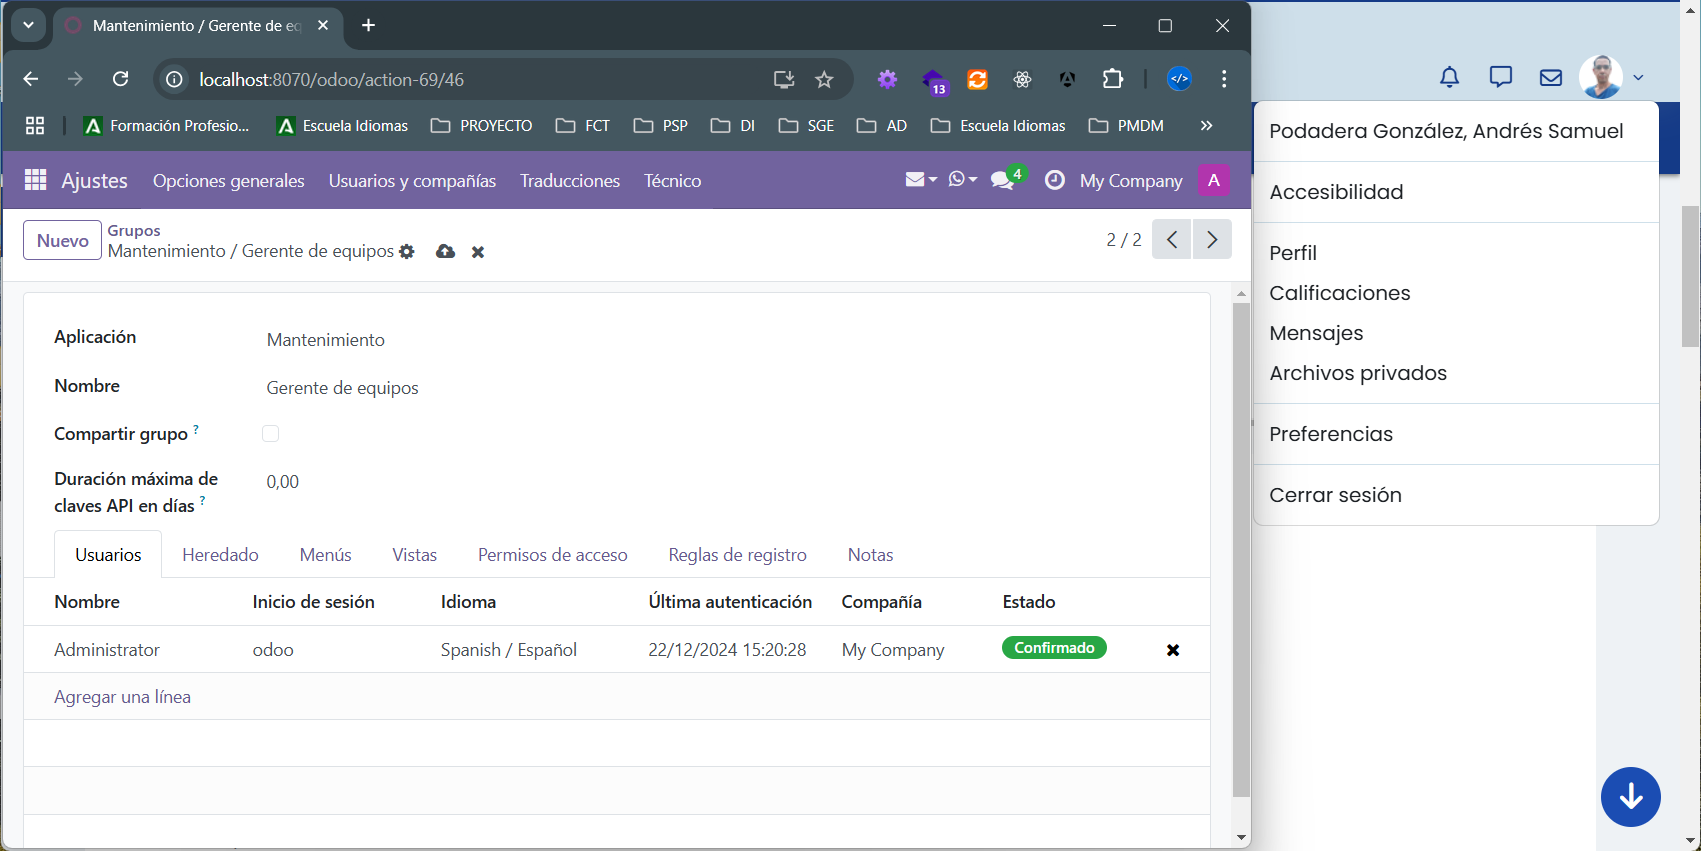 Mantenimiento / Gerente de eq
localhost:8070/odoo/action-69/46
13
Formación Profesio...
Escuela Idiomas
PROYECTO
FCT
PSP
DI
SGE
AD
Escuela Idiomas
PMDM
Ajustes
Opciones generales
Usuarios y compañías
Traducciones
Técnico
4
My Company
A
Nuevo
Grupos
Mantenimiento / Gerente de equipos
2 / 2
Aplicación
Mantenimiento
Nombre
Gerente de equipos
Compartir grupo ?
Duración máxima de
claves API en días ?
0,00
Usuarios
Heredado
Menús
Vistas
Permisos de acceso
Reglas de registro
Notas
Nombre
Inicio de sesión
Idioma
Última autenticación
Compañía
Estado
Administrator
odoo
Spanish / Español
22/12/2024 15:20:28
My Company
Confirmado
Agregar una línea
Podadera González, Andrés Samuel
Accesibilidad
Perfil
Calificaciones
Mensajes
Archivos privados
Preferencias
Cerrar sesión